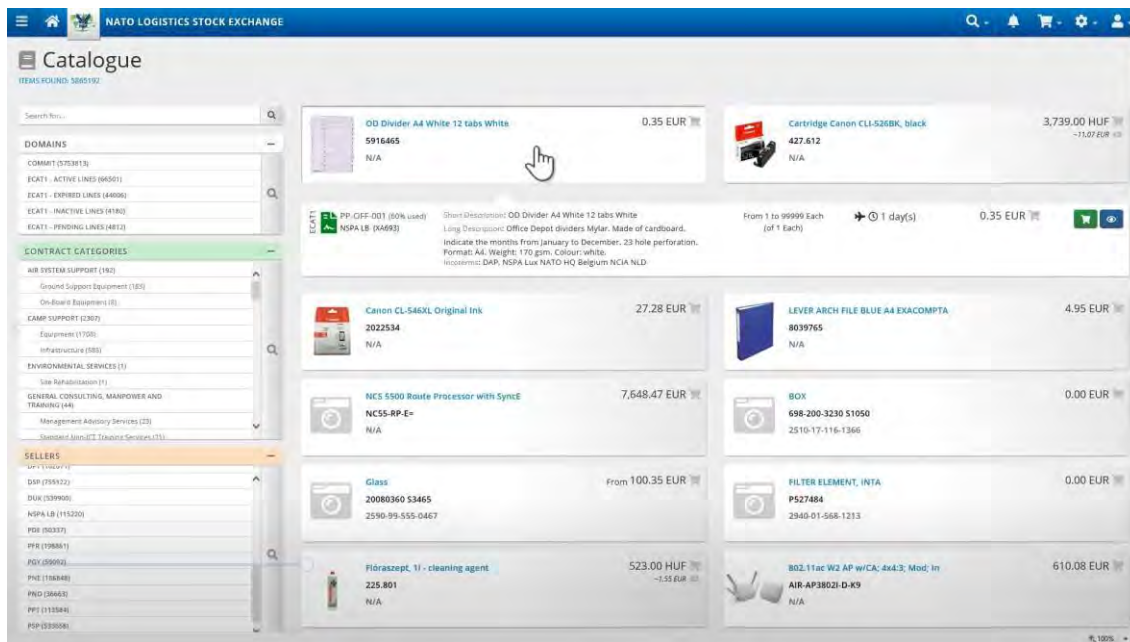 NATO LOGISTICS STOCK EXCHANGE
Catalogue
ITEMS FOUND: 5865192
Search for...
DOMAINS
COMMIT (5753813)
ECAT1 - ACTIVE LINES (66501)
ECAT1 - EXPIRED LINES (44006)
ECAT1 - INACTIVE LINES (4180)
ECAT1 - PENDING LINES (4812)
CONTRACT CATEGORIES
AIR SYSTEM SUPPORT (192)
Ground Support Equipment (185)
On-Board Equipment (8)
CAMP SUPPORT (2307)
Equipment (1708)
Infrastructure (588)
ENVIRONMENTAL SERVICES (1)
Site Rehabilitation (1)
GENERAL CONSULTING, MANPOWER AND
TRAINING (44)
Management Advisory Services (23)
Standard Non-ICT Training Services (21)
SELLERS
DSP (755522)
DUK (539900)
NSPA LB (115220)
PDE (50337)
PFR (198861)
PGY (59092)
PNE (156848)
PNO (36663)
PPT (113584)
OD Divider A4 White 12 tabs White
0.35 EUR
5916465
N/A
Cartridge Canon CLI-526BK, black
3,739.00 HUF
~11.07 EUR
427.612
N/A
ECAT1
PP-OFF-001 (60% used)
NSPA LB (XA693)
Short Description: OD Divider A4 White 12 tabs White
Long Description: Office Depot dividers Mylar. Made of cardboard.
Indicate the months from January to December. 23 hole perforation.
Format: A4. Weight: 170 gsm. Colour: white.
Incoterms: DAP, NSPA Lux NATO HQ Belgium NCIA NLD
From 1 to 99999 Each
(of 1 Each)
1 day(s)
0.35 EUR
Canon CL-546XL Original Ink
27.28 EUR
2022534
N/A
LEVER ARCH FILE BLUE A4 EXACOMPTA
4.95 EUR
8039765
N/A
NCS 5500 Route Processor with SyncE
7,648.47 EUR
NC55-RP-E=
N/A
BOX
0.00 EUR
698-200-3230 S1050
2510-17-116-1366
Glass
From 100.35 EUR
20080360 S3465
2590-99-555-0467
FILTER ELEMENT, INTA
0.00 EUR
P527484
2940-01-568-1213
Flóraszept, 1l - cleaning agent
523.00 HUF
~1.55 EUR
225.801
N/A
802.11ac W2 AP w/CA; 4x4:3; Mod; In
610.08 EUR
AIR-AP3802I-D-K9
N/A
100%